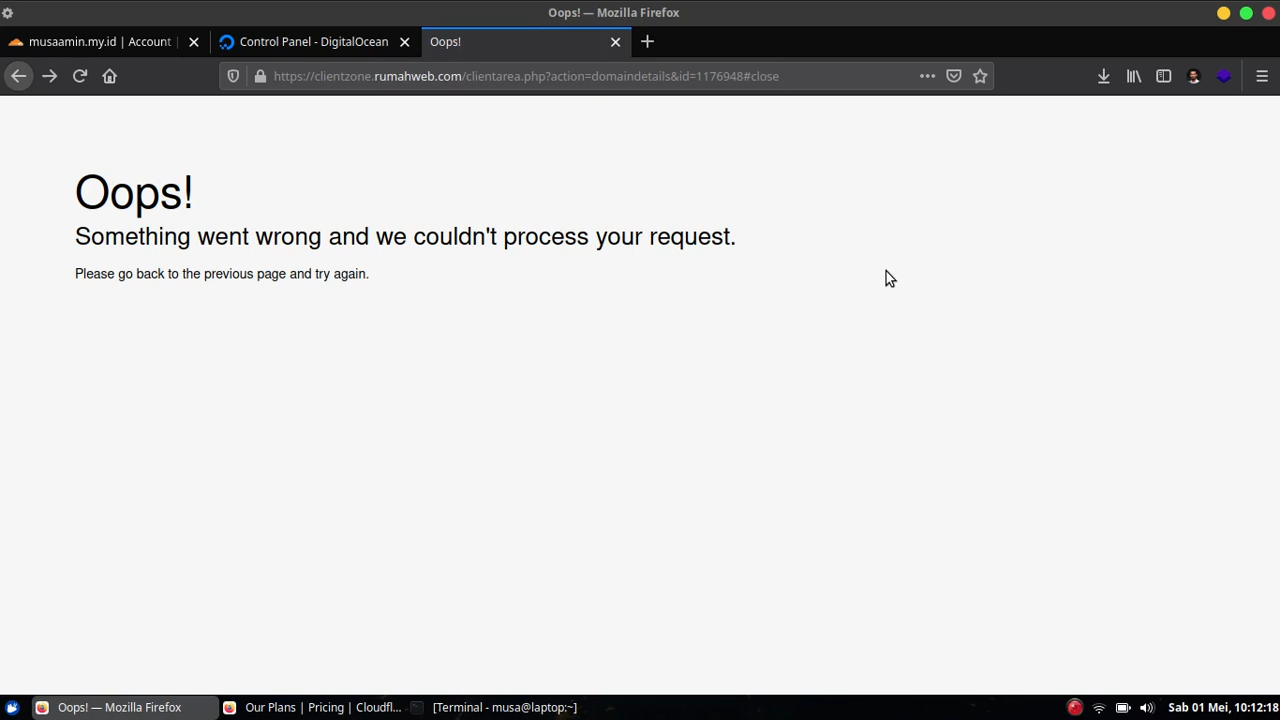 Oops! — Mozilla Firefox
musaamin.my.id | Account |
Control Panel - DigitalOcean
Oops!
https://clientzone.rumahweb.com/clientarea.php?action=domaindetails&id=1176948#close
Oops!
Something went wrong and we couldn't process your request.
Please go back to the previous page and try again.
Oops! — Mozilla Firefox
Our Plans | Pricing | Cloudfl...
[Terminal - musa@laptop:~]
Sab 01 Mei, 10:12:18